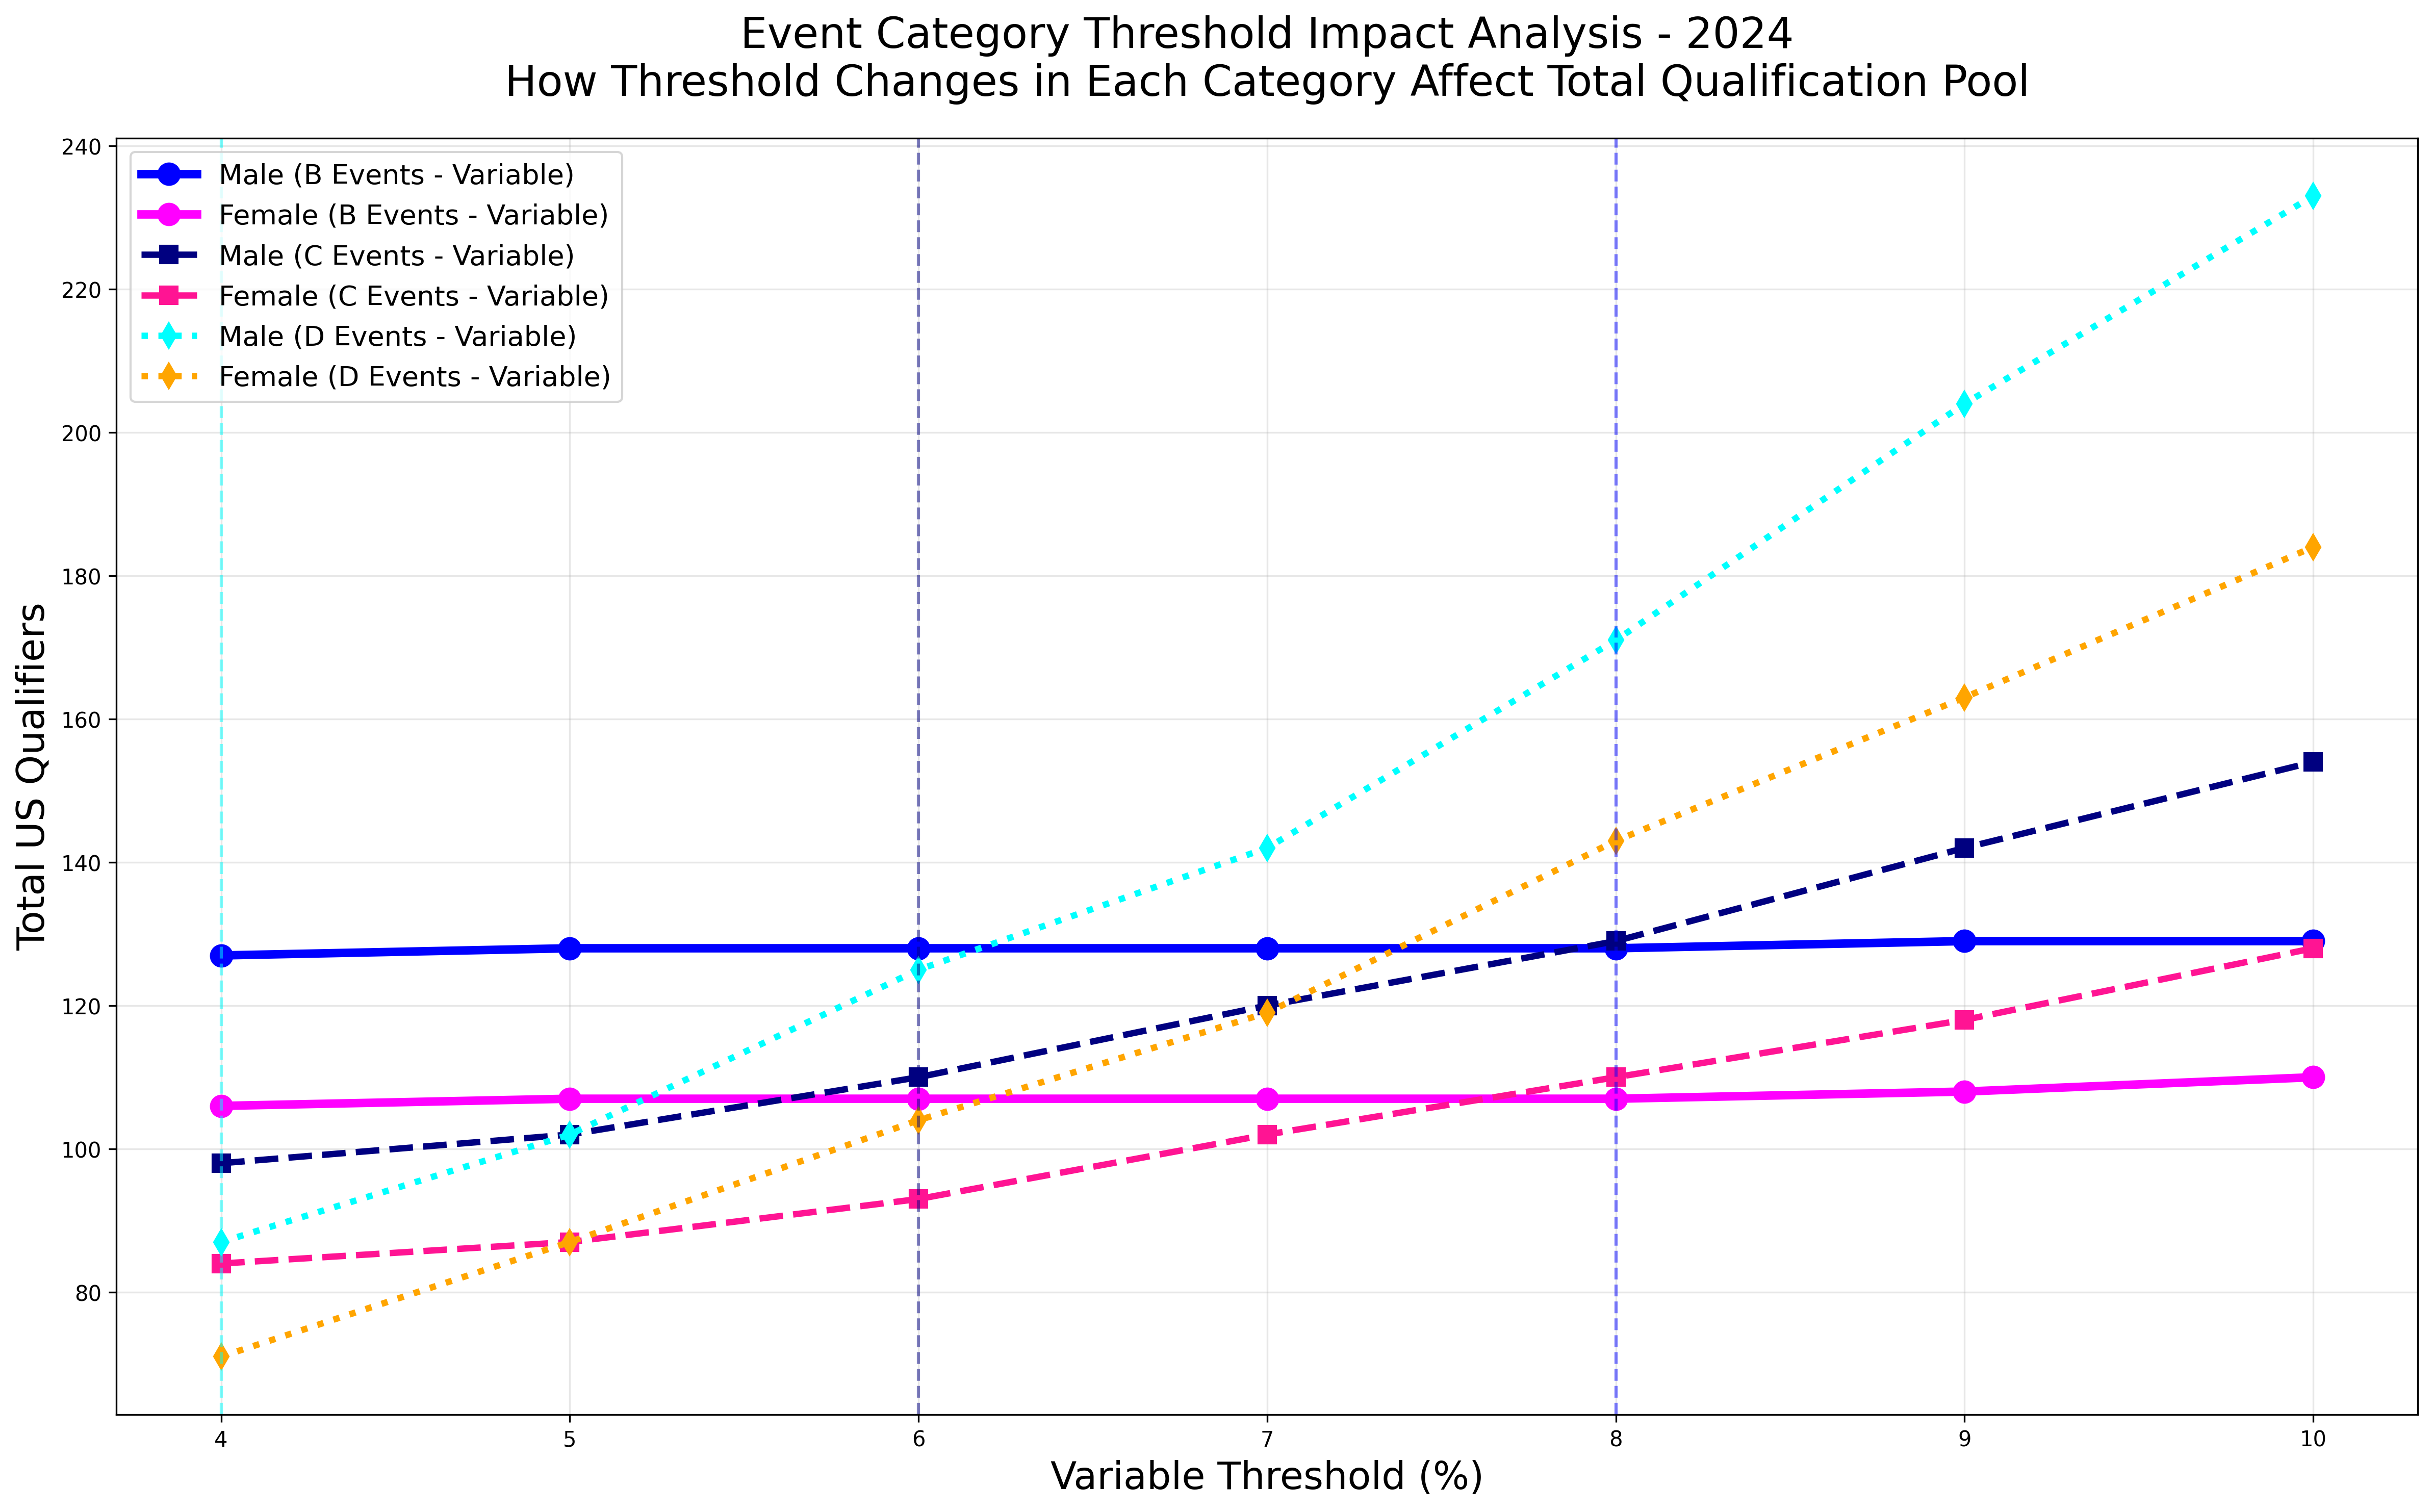 Event Category Threshold Impact Analysis - 2024
How Threshold Changes in Each Category Affect Total Qualification Pool
Male (B Events - Variable)
Female (B Events - Variable)
Male (C Events - Variable)
Female (C Events - Variable)
Male (D Events - Variable)
Female (D Events - Variable)
Total US Qualifiers
240
220
200
180
160
140
120
100
80
4 5 6 7 8 9 10
Variable Threshold (%)